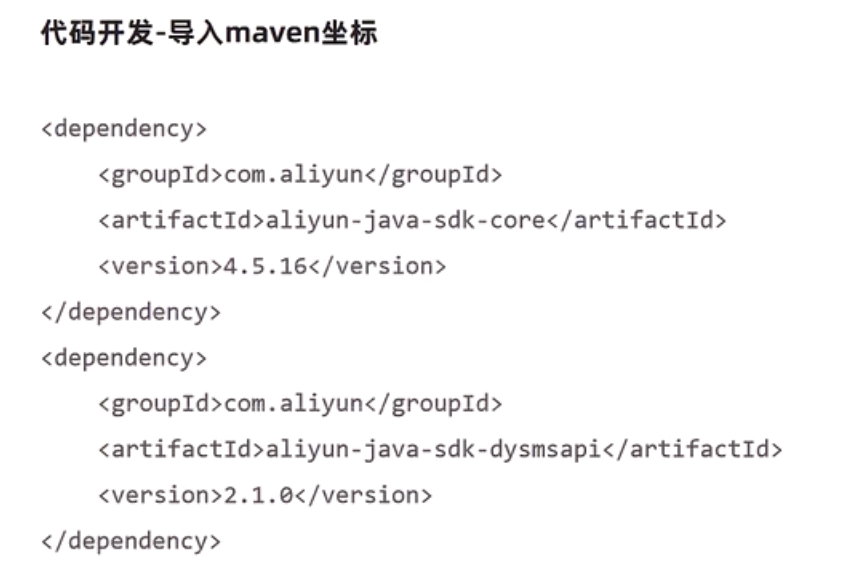 代码开发-导入maven坐标
<dependency>
    <groupId>com.aliyun</groupId>
    <artifactId>aliyun-java-sdk-core</artifactId>
    <version>4.5.16</version>
</dependency>
<dependency>
    <groupId>com.aliyun</groupId>
    <artifactId>aliyun-java-sdk-dysmsapi</artifactId>
    <version>2.1.0</version>
</dependency>